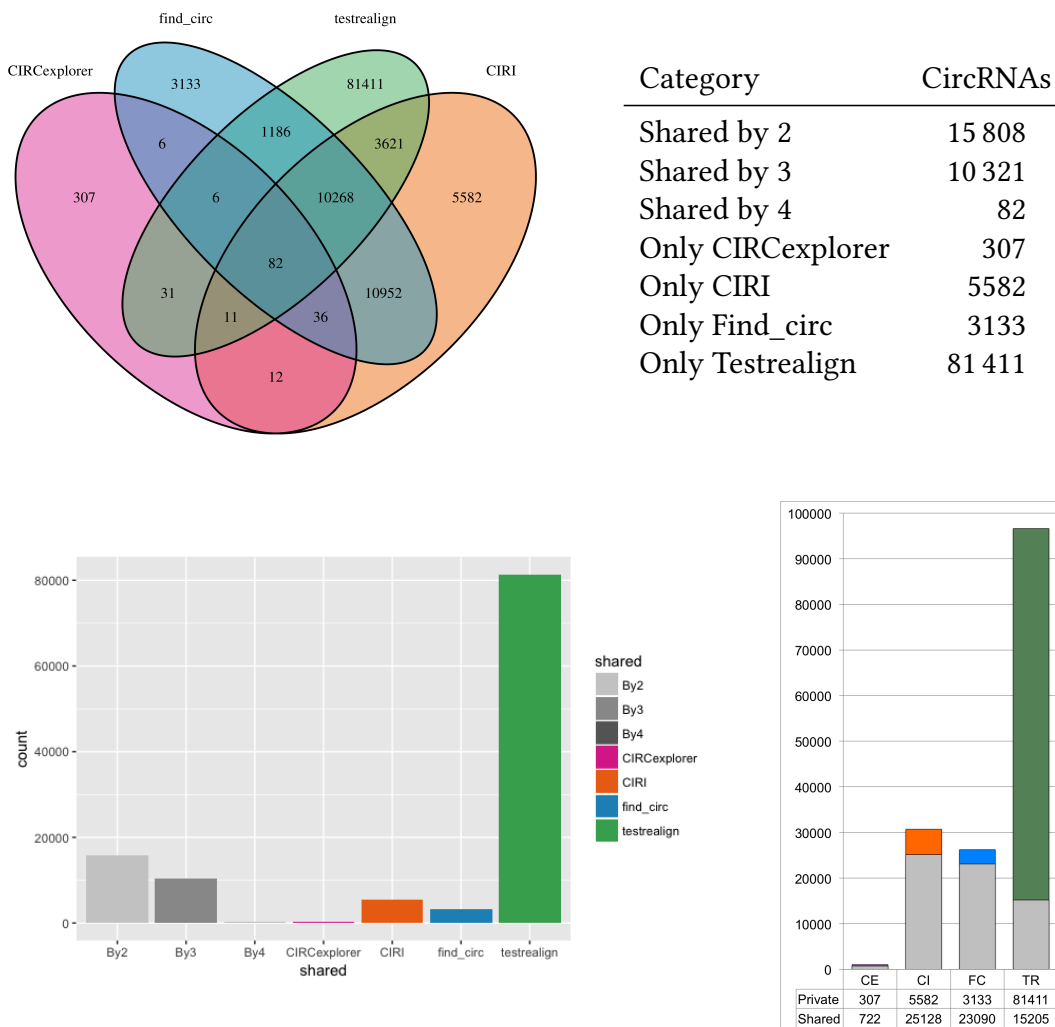 find_circ
testrealign
CIRCexplorer
CIRI
3133
81411
6
1186
3621
307
6
10268
5582
82
31
10952
11
36
12
Category CircRNAs
Shared by 2 15 808
Shared by 3 10 321
Shared by 4 82
Only CIRCexplorer 307
Only CIRI 5582
Only Find_circ 3133
Only Testrealign 81 411
80000
60000
40000
20000
0
count
By2 By3 By4 CIRCexplorer CIRI find_circ testrealign
shared
shared
By2
By3
By4
CIRCexplorer
CIRI
find_circ
testrealign
100000
90000
80000
70000
60000
50000
40000
30000
20000
10000
0
CE CI FC TR
Private 307 5582 3133 81411
Shared 722 25128 23090 15205